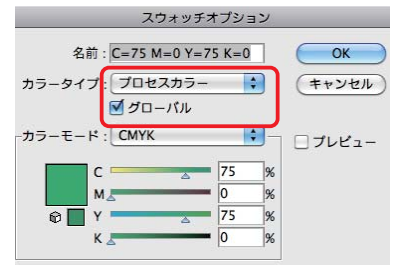 スウォッチオプション
名前 : C=75 M=0 Y=75 K=0 OK
カラータイプ : プロセスカラー キャンセル
グローバル
カラーモード : CMYK プレビュー
C 75 %
M 0 %
Y 75 %
K 0 %